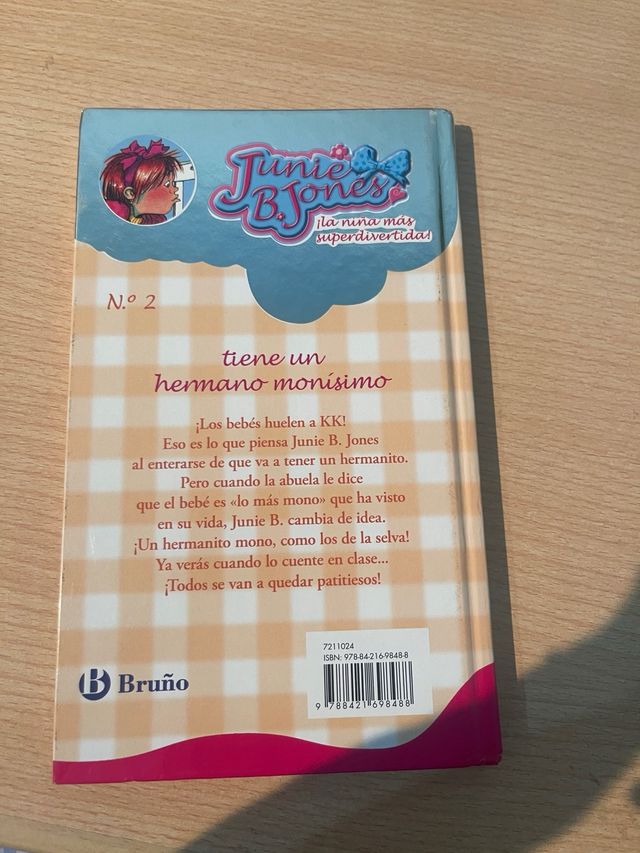 Junie
B. Jones
¡la niña más
superdivertida!
N.º 2
tiene un
hermano monísimo
¡Los bebés huelen a KK!
Eso es lo que piensa Junie B. Jones
al enterarse de que va a tener un hermanito.
Pero cuando la abuela le dice
que el bebé es «lo más mono» que ha visto
en su vida, Junie B. cambia de idea.
¡Un hermanito mono, como los de la selva!
Ya verás cuando lo cuente en clase...
¡Todos se van a quedar patitiesos!
7211024
ISBN: 978-84-216-9848-8
9 788421 698488
B Bruño